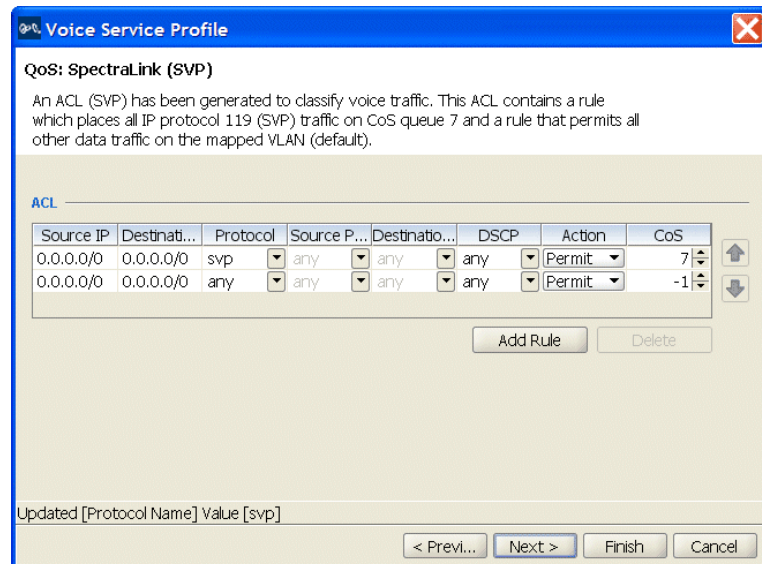 Voice Service Profile
QoS: SpectraLink (SVP)
An ACL (SVP) has been generated to classify voice traffic. This ACL contains a rule
which places all IP protocol 119 (SVP) traffic on CoS queue 7 and a rule that permits all
other data traffic on the mapped VLAN (default).
ACL
Source IP Destinati... Protocol Source P... Destinatio... DSCP Action CoS
0.0.0.0/0 0.0.0.0/0 svp any any any Permit 7
0.0.0.0/0 0.0.0.0/0 any any any any Permit -1
Add Rule Delete
Updated [Protocol Name] Value [svp]
< Previ... Next > Finish Cancel